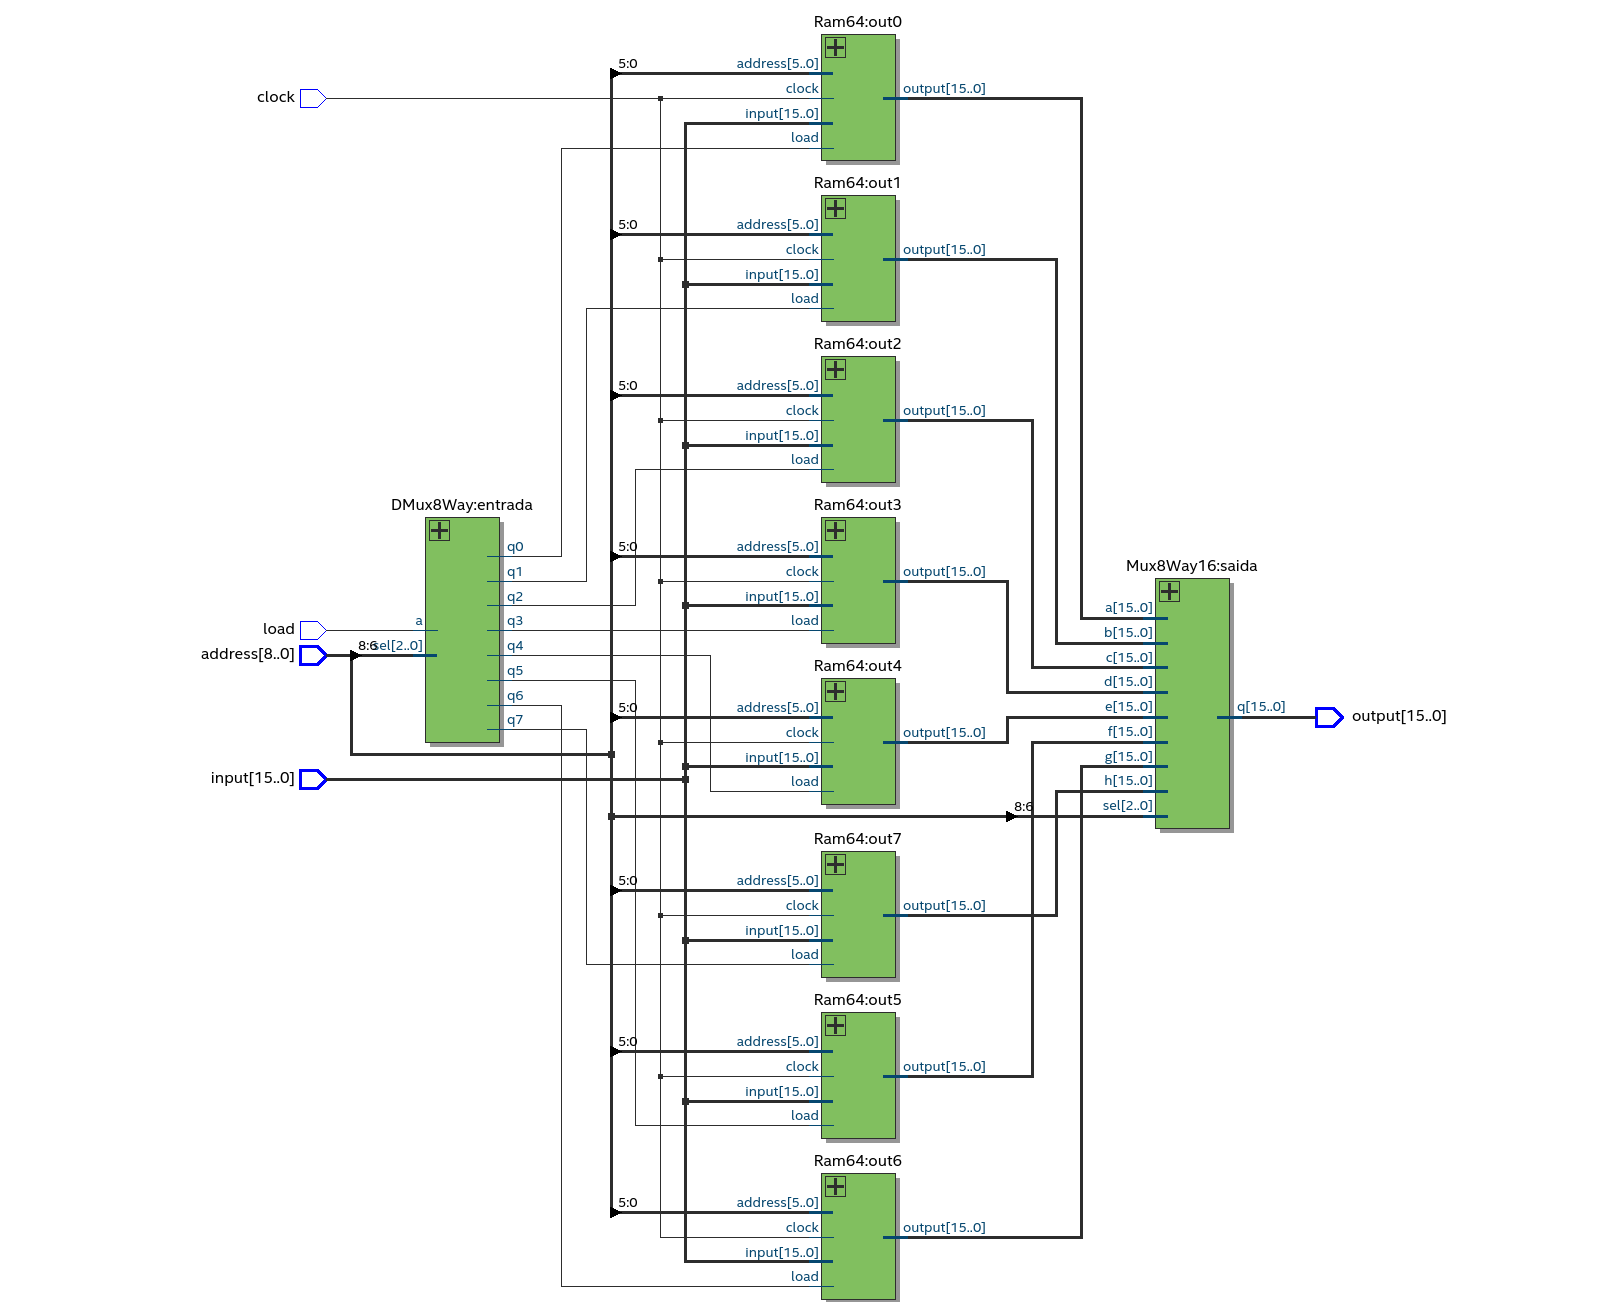 Ram64:out0
5:0
address[5..0]
clock
clock
output[15..0]
input[15..0]
load
Ram64:out1
5:0
address[5..0]
clock
output[15..0]
input[15..0]
load
Ram64:out2
5:0
address[5..0]
clock
output[15..0]
input[15..0]
load
DMux8Way:entrada
q0
q1
q2
q3
q4
q5
q6
q7
load
a
address[8..0]
8:6
sel[2..0]
input[15..0]
Ram64:out3
5:0
address[5..0]
clock
output[15..0]
input[15..0]
load
Ram64:out4
5:0
address[5..0]
clock
output[15..0]
input[15..0]
load
Mux8Way16:saida
a[15..0]
b[15..0]
c[15..0]
d[15..0]
e[15..0]
f[15..0]
g[15..0]
h[15..0]
8:6
sel[2..0]
q[15..0]
output[15..0]
Ram64:out7
5:0
address[5..0]
clock
output[15..0]
input[15..0]
load
Ram64:out5
5:0
address[5..0]
clock
output[15..0]
input[15..0]
load
Ram64:out6
5:0
address[5..0]
clock
output[15..0]
input[15..0]
load